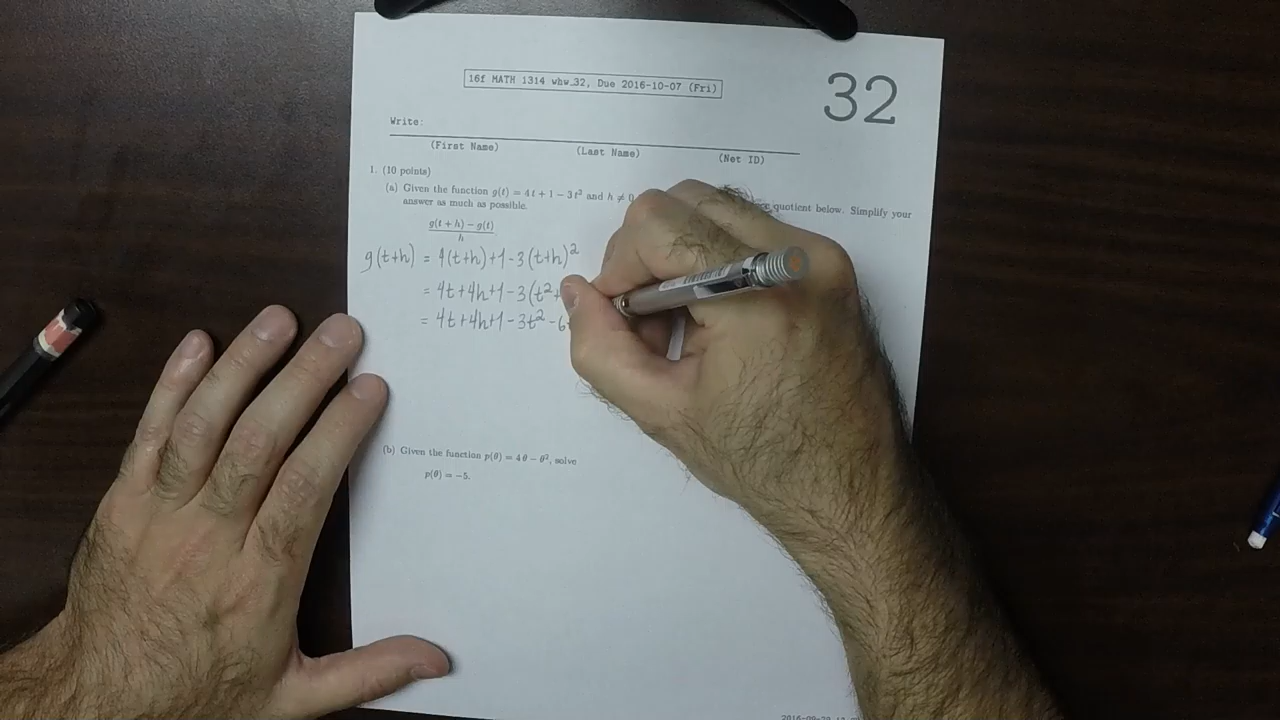 16f MATH 1314 whw_32, Due 2016-10-07 (Fri)
32
Write:
(First Name) (Last Name) (Net ID)
1. (10 points)
(a) Given the function g(t) = 4t + 1 − 3t² and h ≠ 0 quotient below. Simplify your
answer as much as possible.
g(t + h) − g(t)
h
g(t+h) = 4(t+h)+1-3(t+h)²
= 4t+4h+1-3(t²+
= 4t+4h+1-3t²-6
(b) Given the function p(θ) = 4θ − θ², solve
p(θ) = −5.